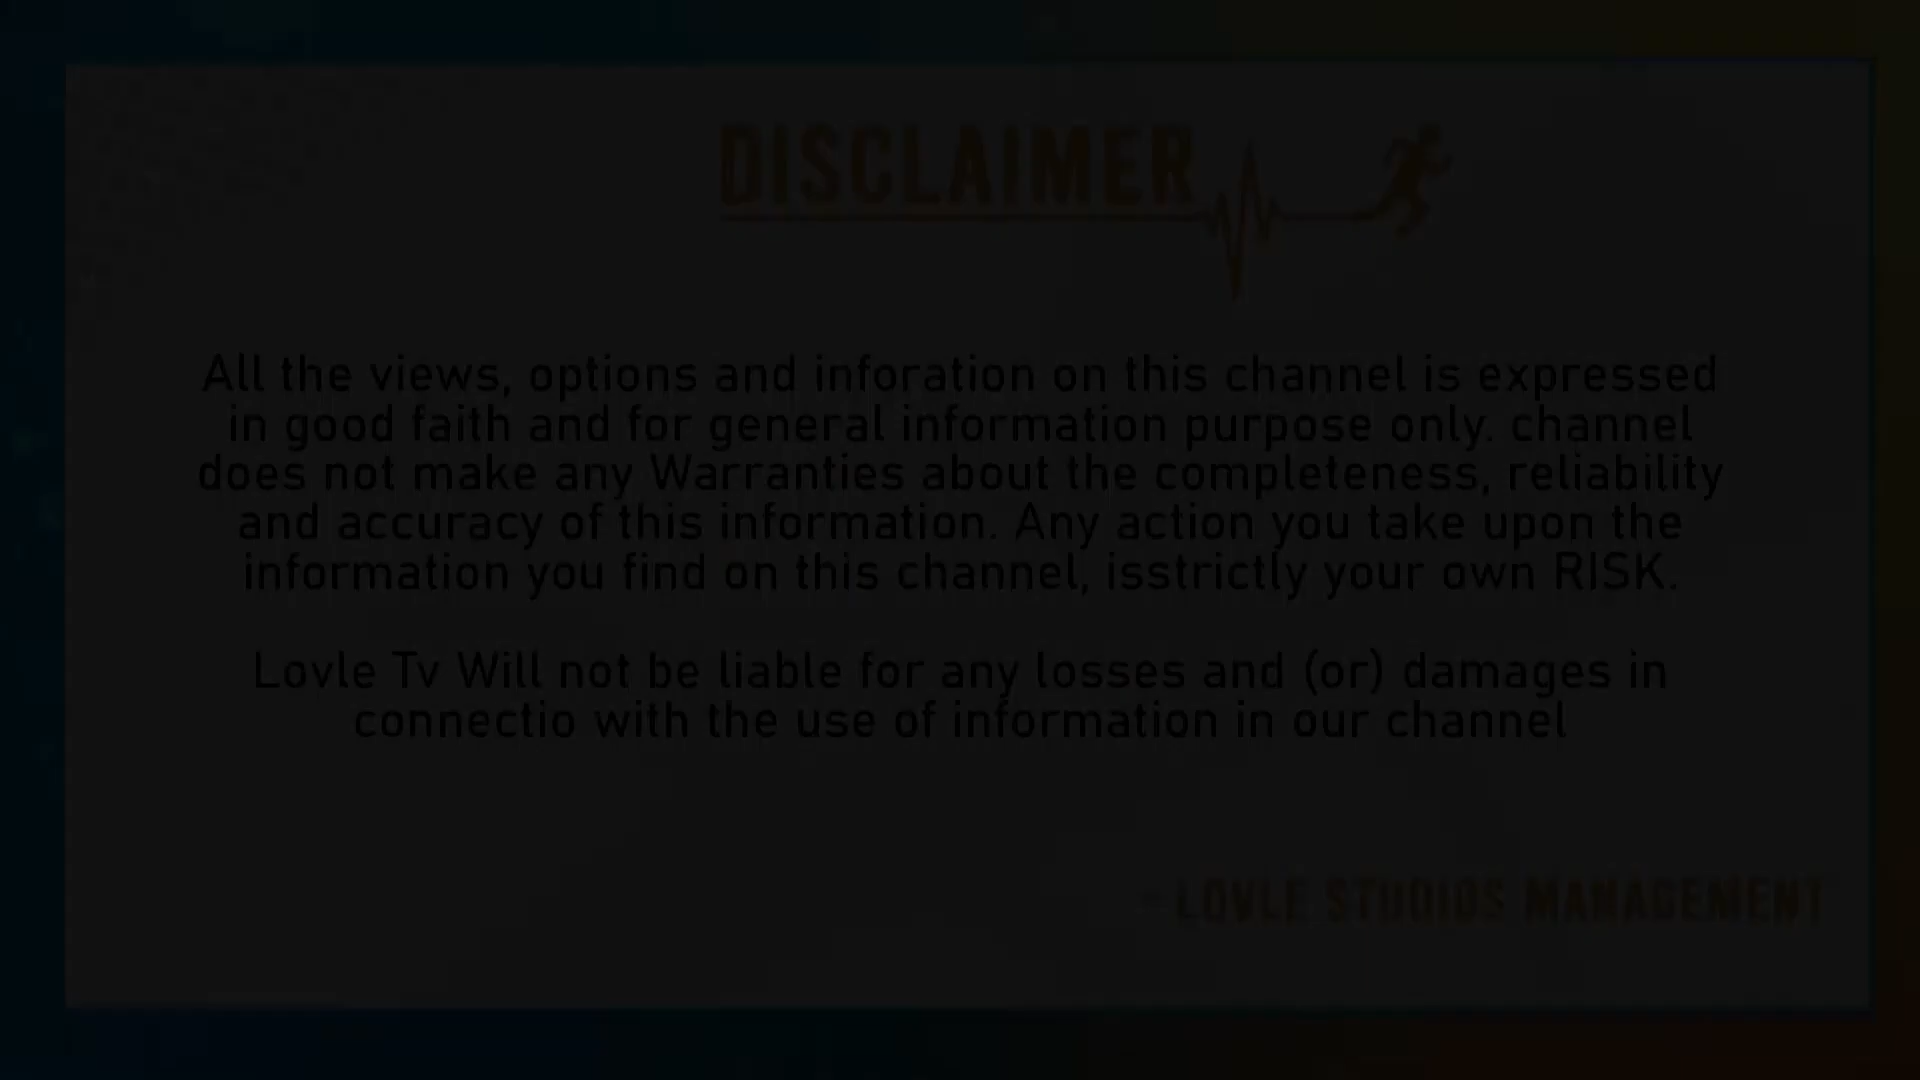 DISCLAIMER
All the views, options and inforation on this channel is expressed
in good faith and for general information purpose only. channel
does not make any Warranties about the completeness, reliability
and accuracy of this information. Any action you take upon the
information you find on this channel, isstrictly your own RISK.
Lovle Tv Will not be liable for any losses and (or) damages in
connectio with the use of information in our channel
- LOVLE STUDIOS MANAGEMENT